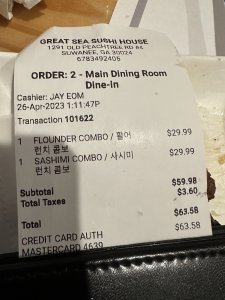 GREAT SEA SUSHI HOUSE
1291 OLD PEACHTREE RD #4
SUWANEE, GA 30024
6783492405
ORDER: 2 - Main Dining Room
Dine-in
Cashier: JAY EOM
26-Apr-2023 1:11:47P
Transaction 101622
1 FLOUNDER COMBO / 활어 $29.99
런치 콤보
1 SASHIMI COMBO / 사시미 $29.99
런치 콤보
Subtotal $59.98
Total Taxes $3.60
Total $63.58
CREDIT CARD AUTH $63.58
MASTERCARD 4639